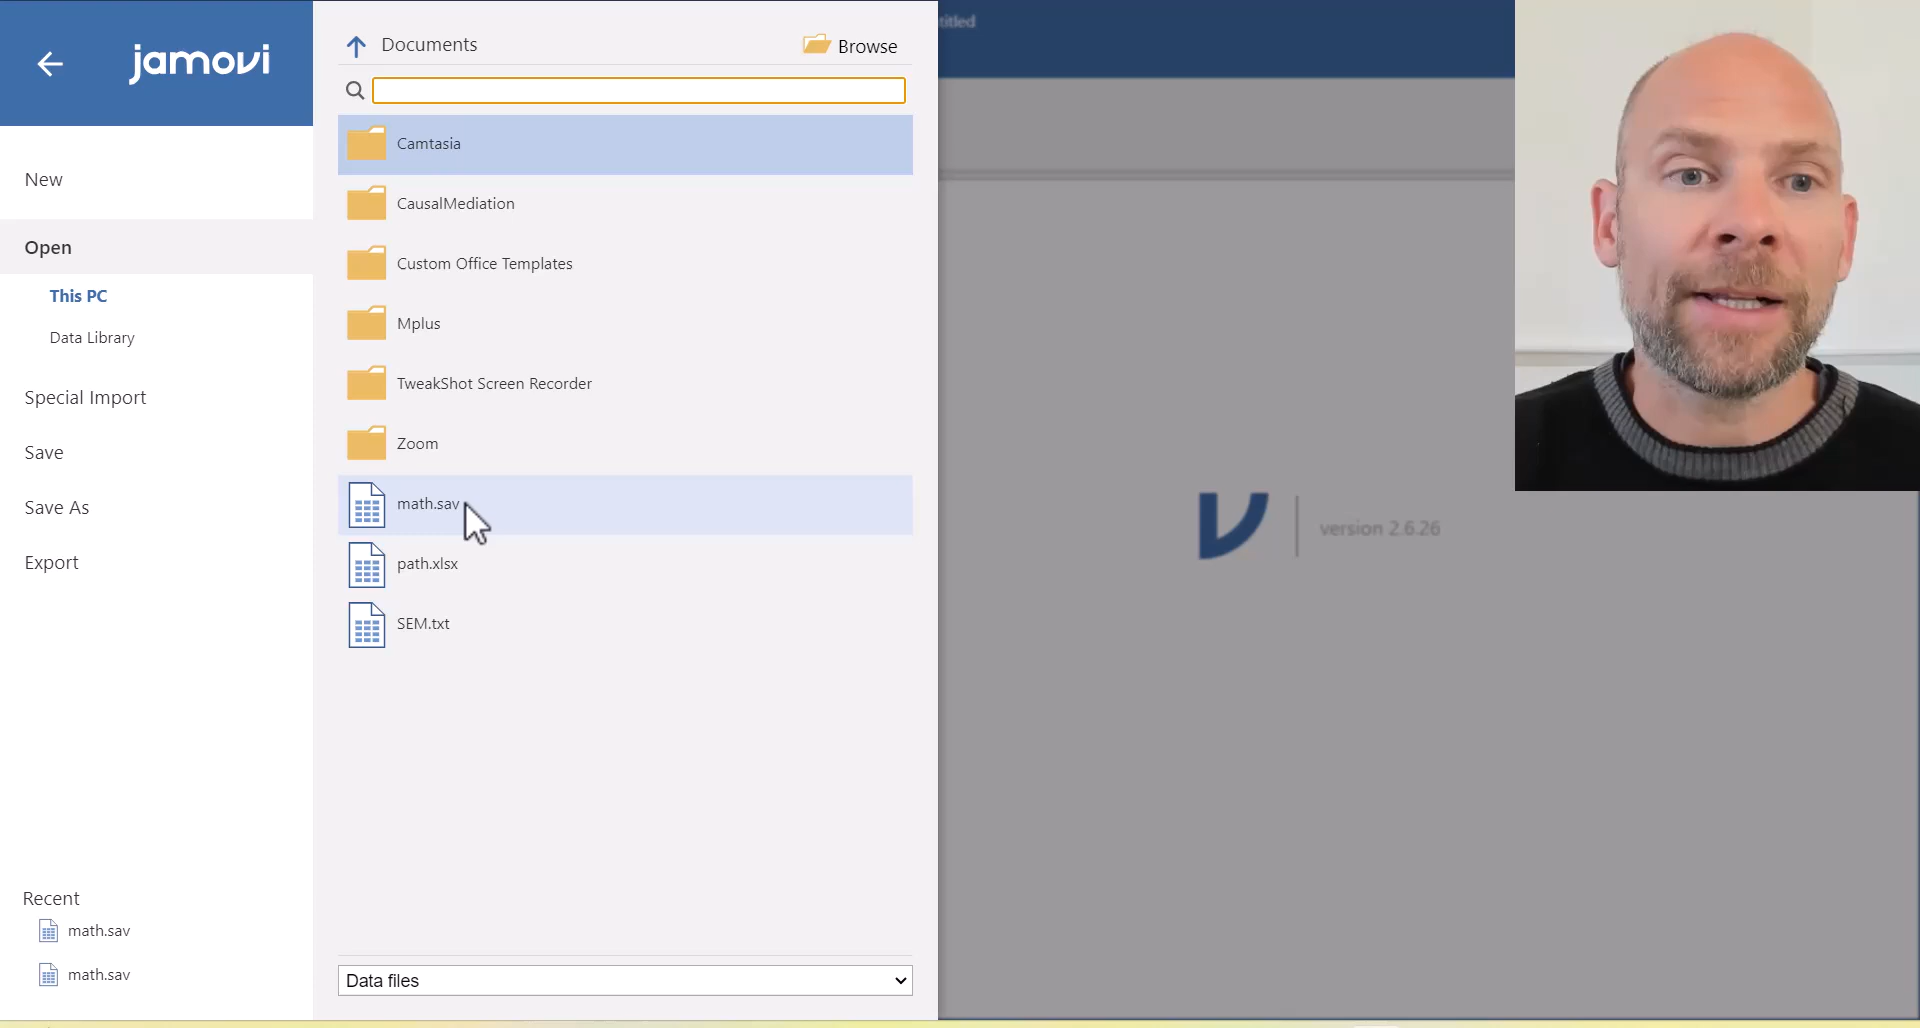 jamovi
New
Open
This PC
Data Library
Special Import
Save
Save As
Export
Recent
math.sav
math.sav
Documents
Browse
Camtasia
CausalMediation
Custom Office Templates
Mplus
TweakShot Screen Recorder
Zoom
math.sav
path.xlsx
SEM.txt
Data files
titled
version 2.6.26